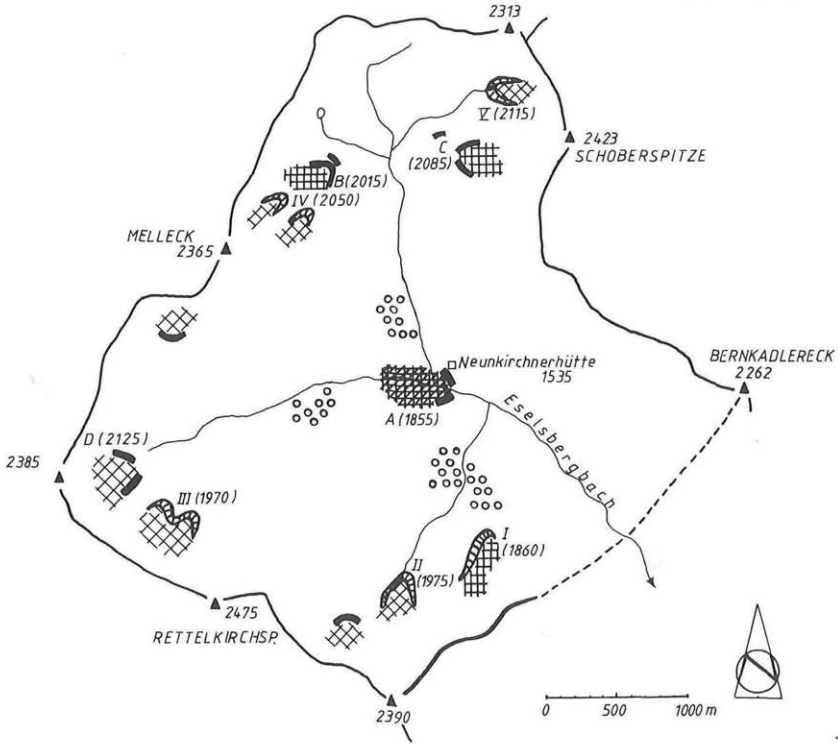 2313
V (2115)
C
(2085)
2423
SCHOBERSPITZE
B (2015)
IV (2050)
MELLECK
2365
Neunkirchnerhütte
1535
BERNKADLERECK
2262
A (1855)
Eselsbergbach
D (2125)
2385
III (1970)
I
(1860)
II
(1975)
2475
RETTELKIRCHSP.
2390
0 500 1000 m